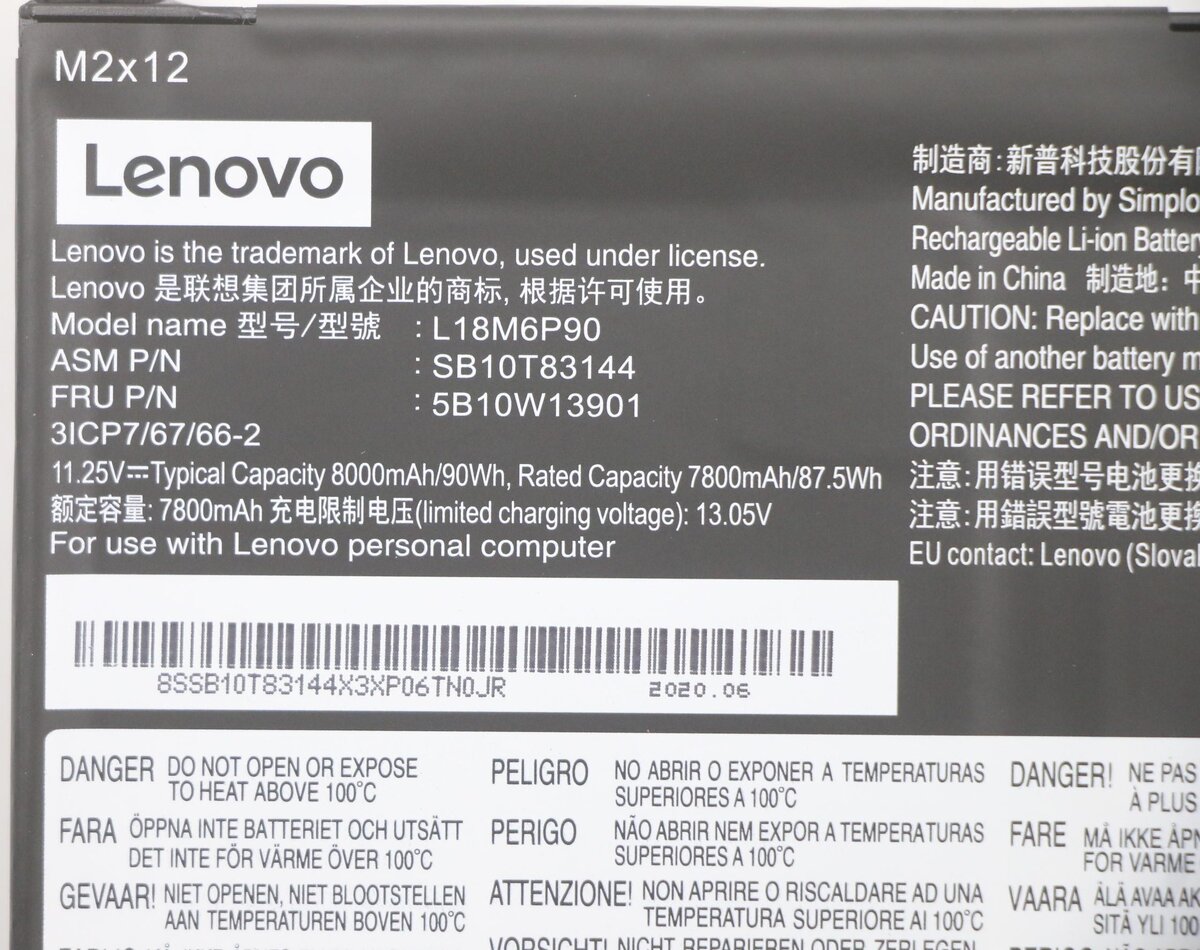 M2x12
Lenovo
Lenovo is the trademark of Lenovo, used under license.
Lenovo 是联想集团所属企业的商标, 根据许可使用。
Model name 型号/型號 : L18M6P90
ASM P/N : SB10T83144
FRU P/N : 5B10W13901
3ICP7/67/66-2
11.25V⎓Typical Capacity 8000mAh/90Wh, Rated Capacity 7800mAh/87.5Wh
额定容量: 7800mAh 充电限制电压(limited charging voltage): 13.05V
For use with Lenovo personal computer
8SSB10T83144X3XP06TN0JR 2020.06
制造商:新普科技股份有
Manufactured by Simplo
Rechargeable Li-ion Battery
Made in China 制造地: 中
CAUTION: Replace with
Use of another battery m
PLEASE REFER TO US
ORDINANCES AND/OR
注意:用错误型号电池更换
注意:用錯誤型號電池更換
EU contact: Lenovo (Slovak
DANGER DO NOT OPEN OR EXPOSE
TO HEAT ABOVE 100°C
FARA ÖPPNA INTE BATTERIET OCH UTSÄTT
DET INTE FÖR VÄRME ÖVER 100°C
GEVAAR! NIET OPENEN, NIET BLOOTSTELLEN
AAN TEMPERATUREN BOVEN 100°C
PELIGRO NO ABRIR O EXPONER A TEMPERATURAS
SUPERIORES A 100°C
PERIGO NÃO ABRIR NEM EXPOR A TEMPERATURAS
SUPERIORES A 100°C
ATTENZIONE! NON APRIRE O RISCALDARE AD UNA
TEMPERATURA SUPERIORE AI 100°C
VORSICHT! NICHT REPARIEREN ODER ZERLEGEN
DANGER! NE PAS
À PLUS
FARE MÅ IKKE ÅPN
FOR VARME
VAARA ÄLÄ AVAA AK
SITÄ YLI 100